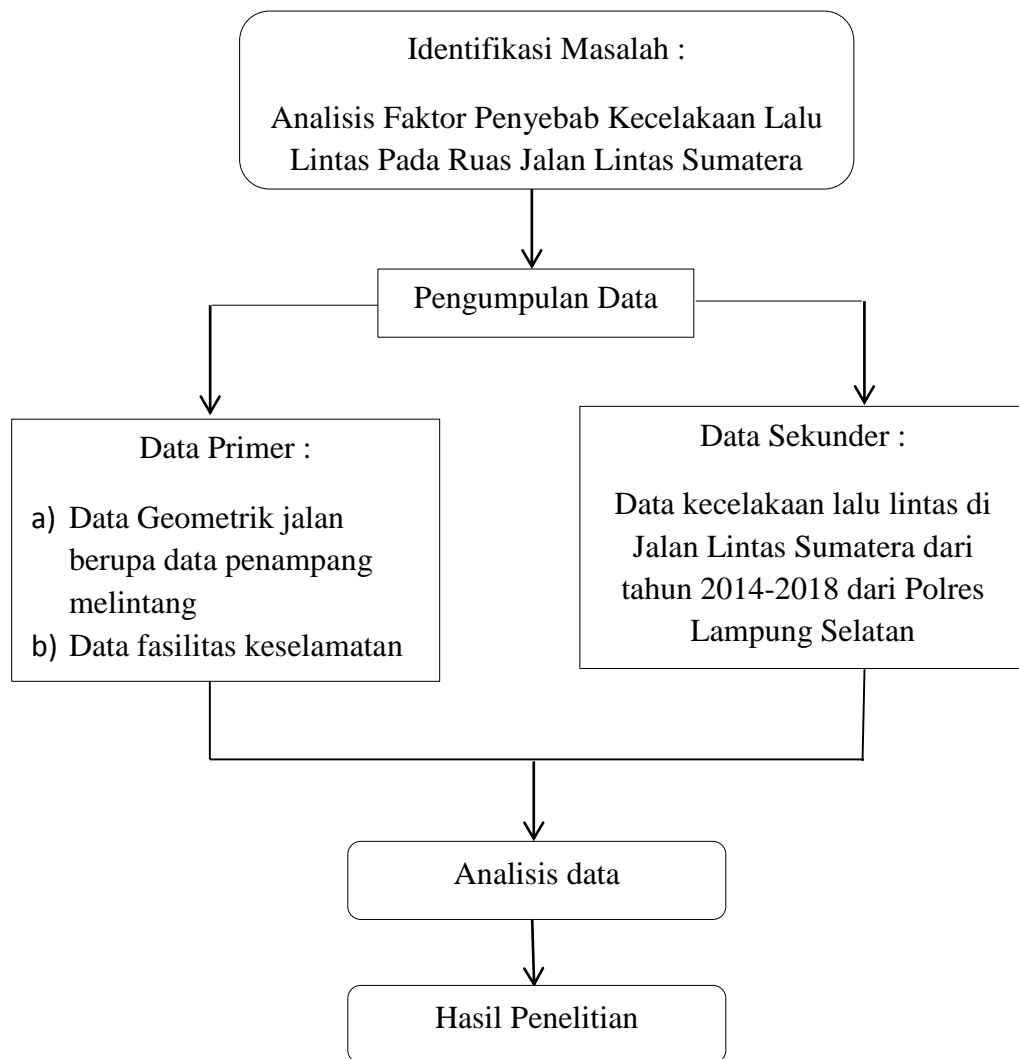 Identifikasi Masalah :
Analisis Faktor Penyebab Kecelakaan Lalu
Lintas Pada Ruas Jalan Lintas Sumatera
Pengumpulan Data
Data Primer :
a) Data Geometrik jalan
berupa data penampang
melintang
b) Data fasilitas keselamatan
Data Sekunder :
Data kecelakaan lalu lintas di
Jalan Lintas Sumatera dari
tahun 2014-2018 dari Polres
Lampung Selatan
Analisis data
Hasil Penelitian